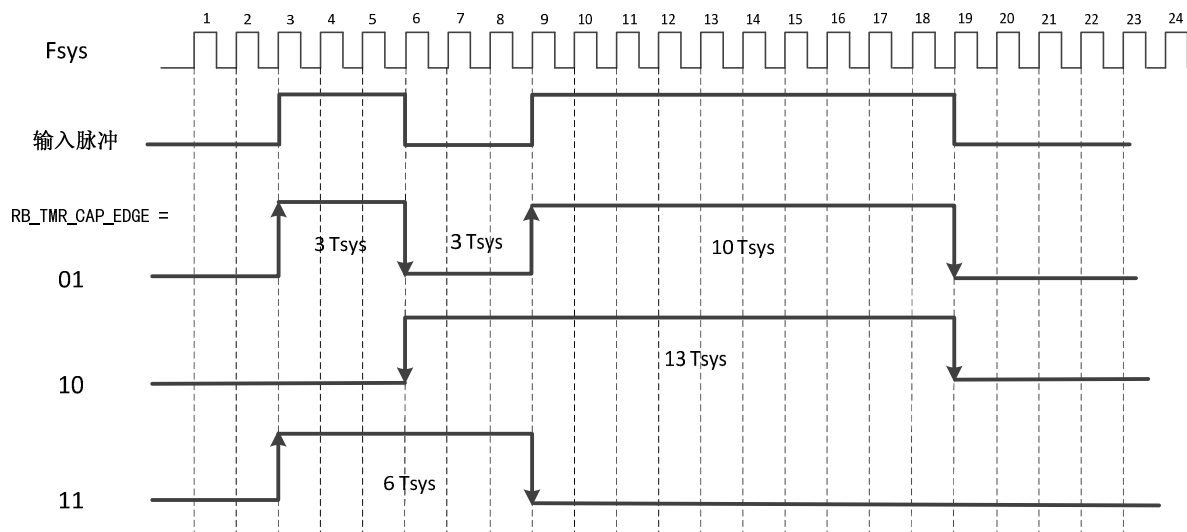 1 2 3 4 5 6 7 8 9 10 11 12 13 14 15 16 17 18 19 20 21 22 23 24
Fsys
输入脉冲
RB_TMR_CAP_EDGE =
3 Tsys
3 Tsys
10 Tsys
01
13 Tsys
10
6 Tsys
11